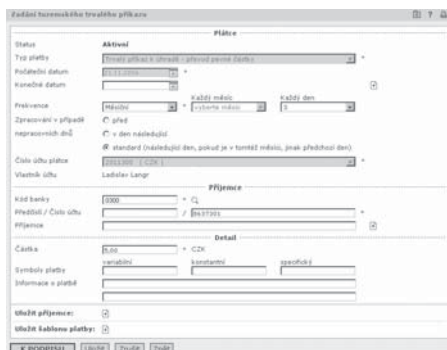 Zadání tuzemského trvalého příkazu
Plátce
Status Aktivní
Typ platby Trvalý příkaz k úhradě - převod pevné částky *
Počáteční datum *
Konečné datum
Každý měsíc Každý den
Frekvence Měsíční * vyberte měsíc
Zpracování v případě před
nepracovních dnů v den následující
standard (následující den, pokud je v tomtéž měsíci, jinak předchozí den)
Číslo účtu plátce ( CZK ) *
Vlastník účtu Ladislav Langr
Příjemce
Kód banky *
Předčíslí / Číslo účtu / *
Příjemce
Detail
Částka * CZK
variabilní konstantní specifický
Symboly platby
Informace o platbě
Uložit příjemce:
Uložit šablonu platby:
K PODPISU Uložit Zrušit Zpět